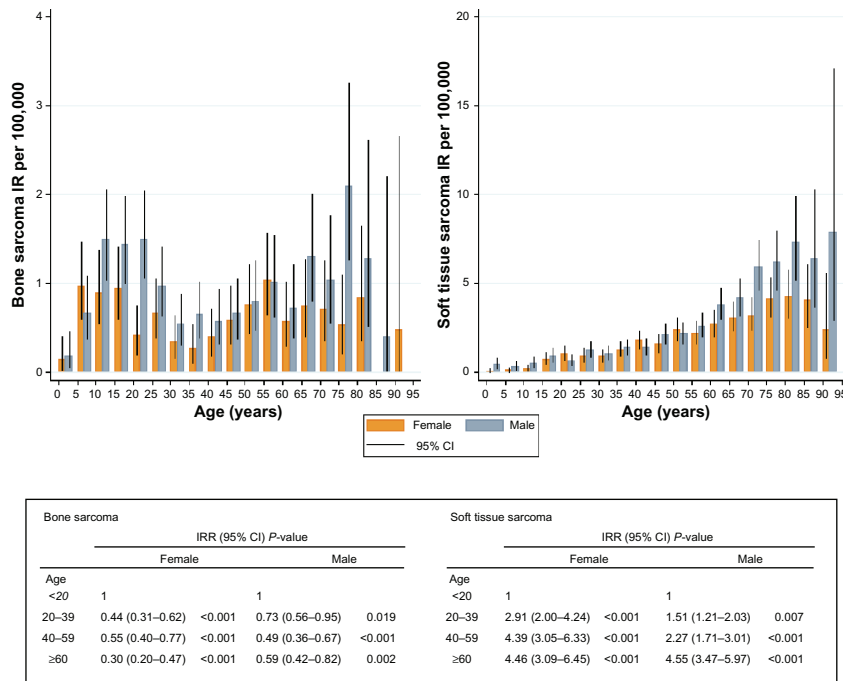 Bone sarcoma IR per 100,000
4
3
2
1
0
0 5 10 15 20 25 30 35 40 45 50 55 60 65 70 75 80 85 90 95
Age (years)
Soft tissue sarcoma IR per 100,000
20
15
10
5
0
0 5 10 15 20 25 30 35 40 45 50 55 60 65 70 75 80 85 90 95
Age (years)
Female Male
95% CI
Bone sarcoma
IRR (95% CI) P-value
Female Male
Age
<20 1 1
20–39 0.44 (0.31–0.62) <0.001 0.73 (0.56–0.95) 0.019
40–59 0.55 (0.40–0.77) <0.001 0.49 (0.36–0.67) <0.001
≥60 0.30 (0.20–0.47) <0.001 0.59 (0.42–0.82) 0.002
Soft tissue sarcoma
IRR (95% CI) P-value
Female Male
Age
<20 1 1
20–39 2.91 (2.00–4.24) <0.001 1.51 (1.21–2.03) 0.007
40–59 4.39 (3.05–6.33) <0.001 2.27 (1.71–3.01) <0.001
≥60 4.46 (3.09–6.45) <0.001 4.55 (3.47–5.97) <0.001